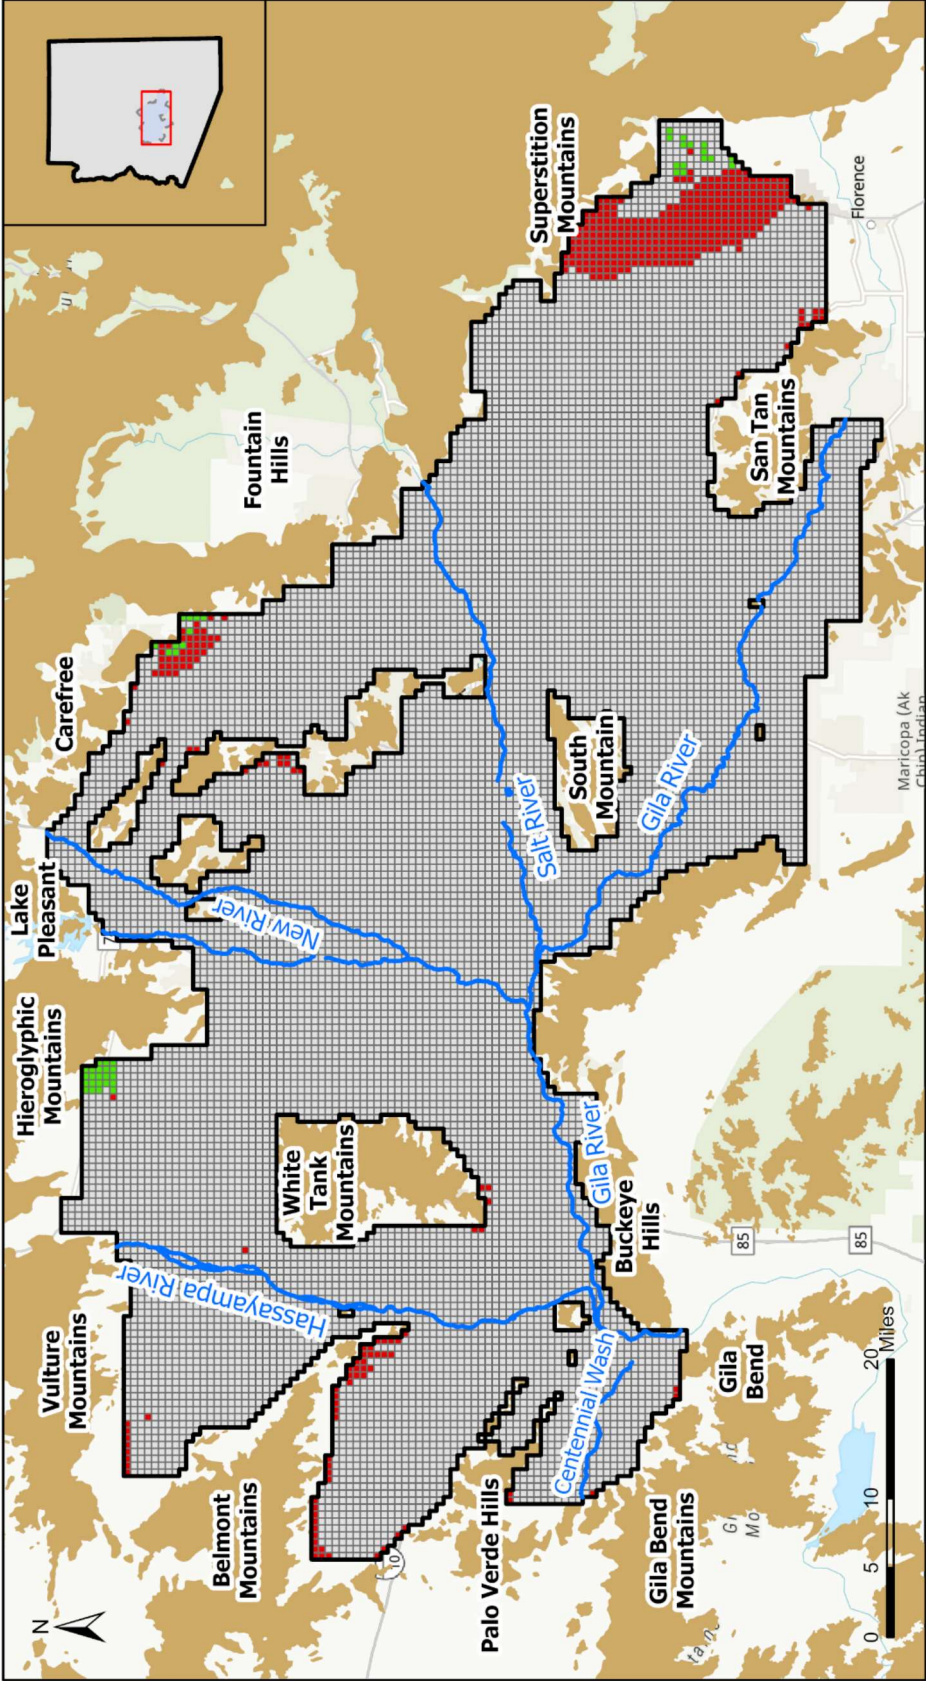 N
Hieroglyphic
Mountains
Lake
Pleasant
Vulture
Mountains
Carefree
7
Hassayampa River
New River
Belmont
Mountains
Fountain
Hills
White
Tank
Mountains
10
Palo Verde Hills
Superstition
Mountains
Salt River
Centennial Wash
South
Mountain
Gila River
Buckeye
Hills
Gila River
Gila Bend
Mountains
Gila
Bend
San Tan
Mountains
85
85
Florence
Maricopa (Ak
Chin) Indian
0 5 10 20
Miles